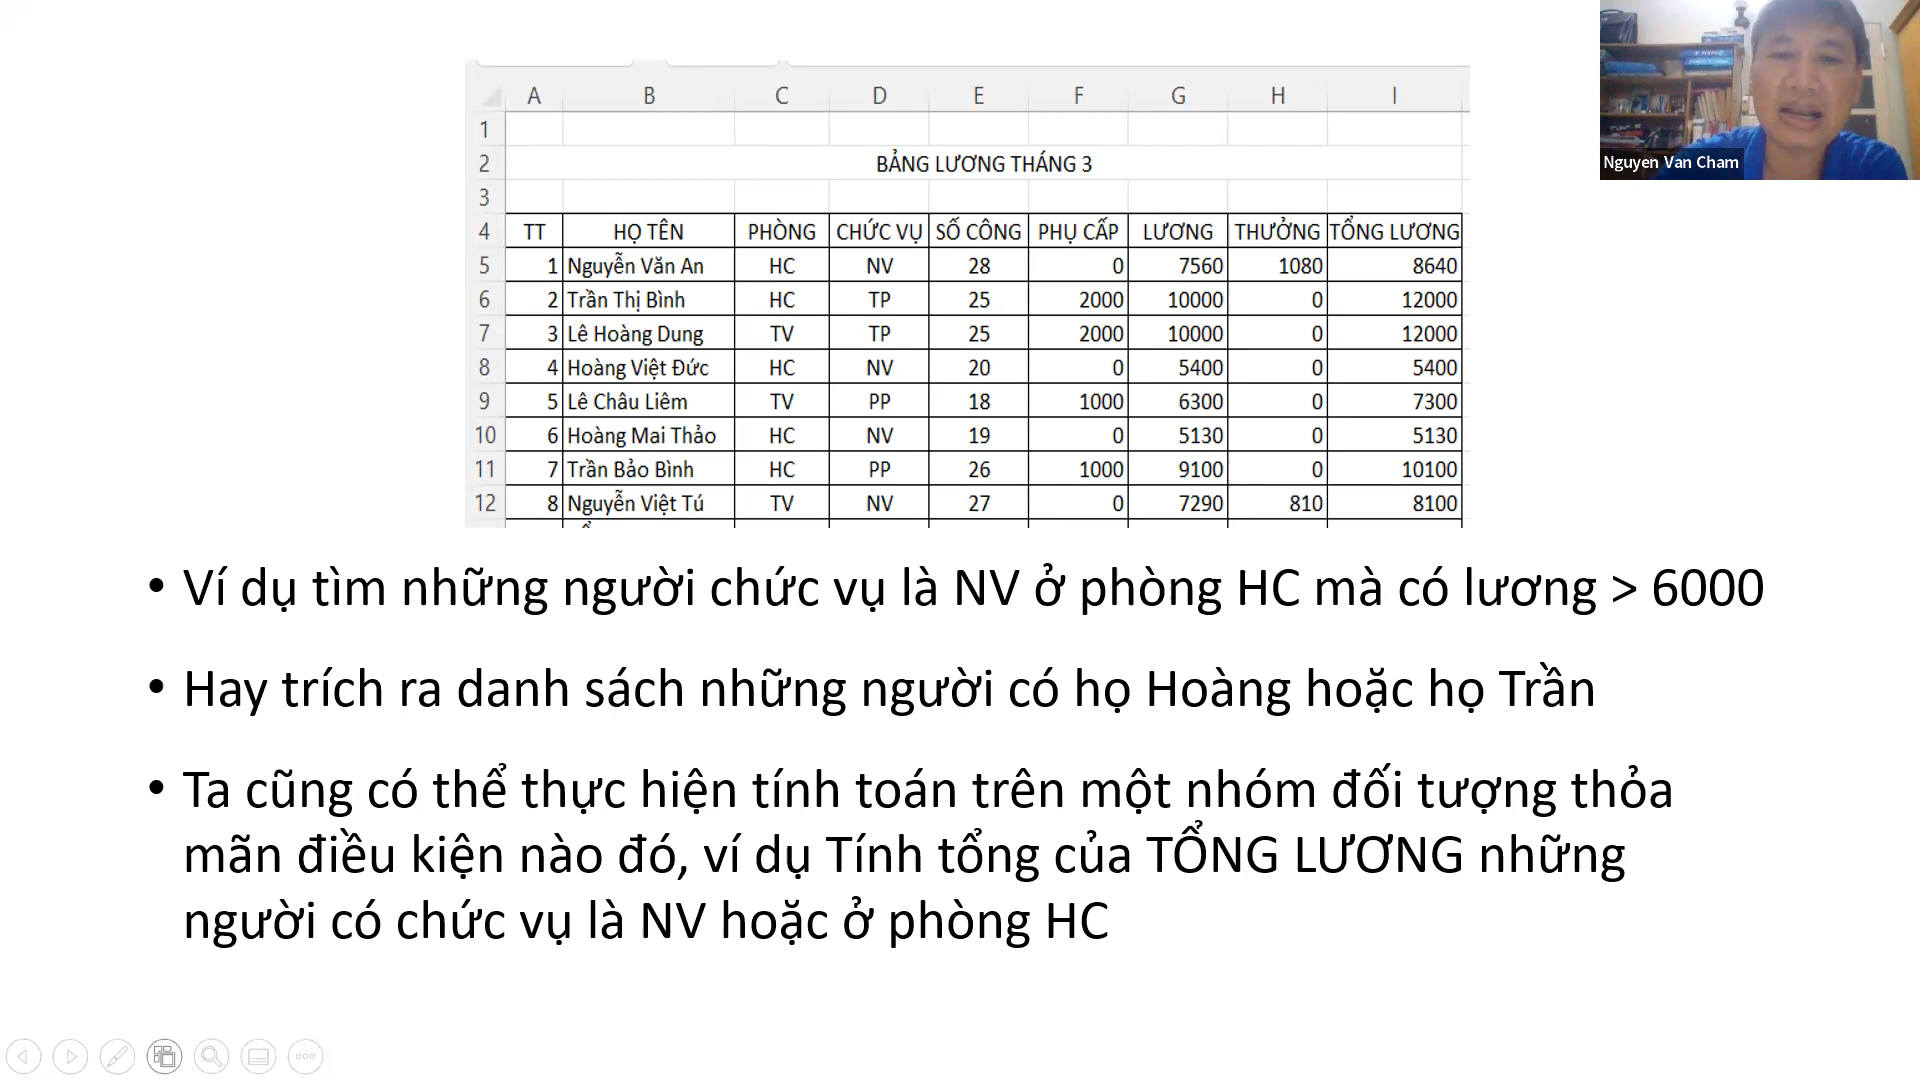 A B C D E F G H I
1
2 BẢNG LƯƠNG THÁNG 3
3
4 TT HỌ TÊN PHÒNG CHỨC VỤ SỐ CÔNG PHỤ CẤP LƯƠNG THƯỞNG TỔNG LƯƠNG
5 1 Nguyễn Văn An HC NV 28 0 7560 1080 8640
6 2 Trần Thị Bình HC TP 25 2000 10000 0 12000
7 3 Lê Hoàng Dung TV TP 25 2000 10000 0 12000
8 4 Hoàng Việt Đức HC NV 20 0 5400 0 5400
9 5 Lê Châu Liêm TV PP 18 1000 6300 0 7300
10 6 Hoàng Mai Thảo HC NV 19 0 5130 0 5130
11 7 Trần Bảo Bình HC PP 26 1000 9100 0 10100
12 8 Nguyễn Việt Tú TV NV 27 0 7290 810 8100
Nguyen Van Cham
• Ví dụ tìm những người chức vụ là NV ở phòng HC mà có lương > 6000
• Hay trích ra danh sách những người có họ Hoàng hoặc họ Trần
• Ta cũng có thể thực hiện tính toán trên một nhóm đối tượng thỏa
mãn điều kiện nào đó, ví dụ Tính tổng của TỔNG LƯƠNG những
người có chức vụ là NV hoặc ở phòng HC